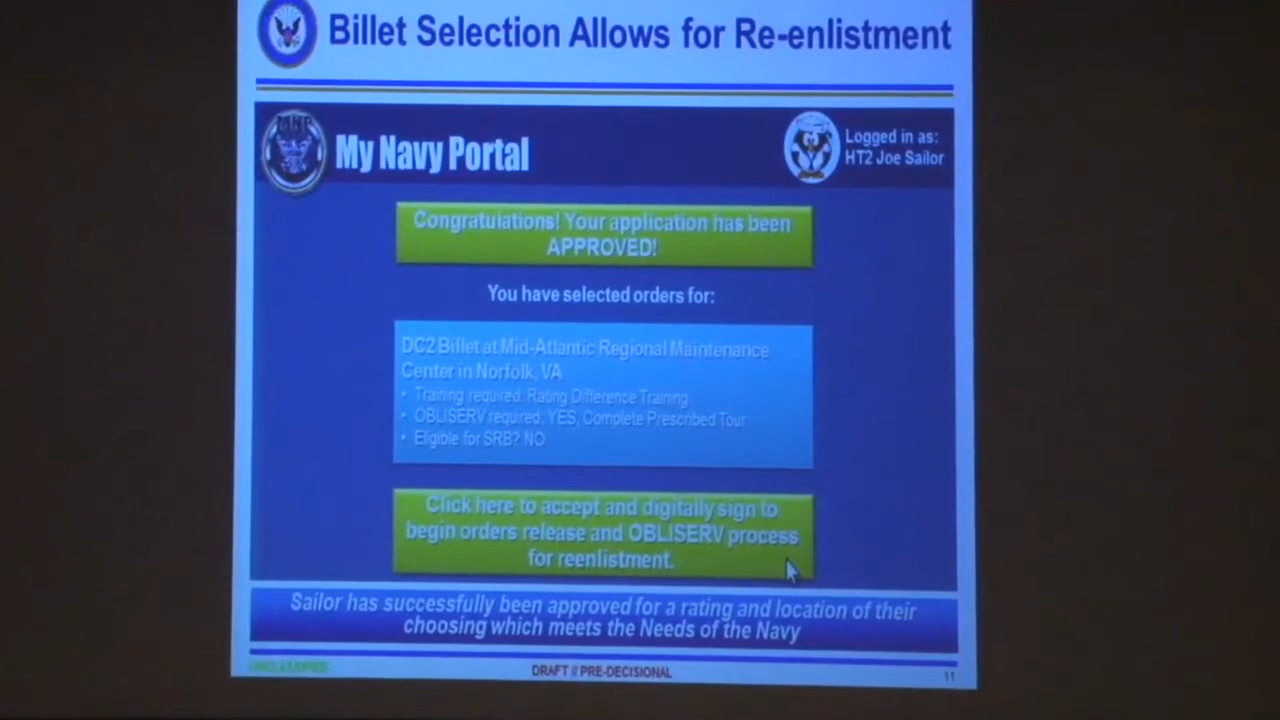 Billet Selection Allows for Re-enlistment
MNP
My Navy Portal
Logged in as:
HT2 Joe Sailor
Congratulations! Your application has been
APPROVED!
You have selected orders for:
DC2 Billet at Mid-Atlantic Regional Maintenance
Center in Norfolk, VA
• Training required: Rating Difference Training
• OBLISERV required: YES, Complete Prescribed Tour
• Eligible for SRB? NO
Click here to accept and digitally sign to
begin orders release and OBLISERV process
for reenlistment.
Sailor has successfully been approved for a rating and location of their
choosing which meets the Needs of the Navy
UNCLASSIFIED
DRAFT // PRE-DECISIONAL
11